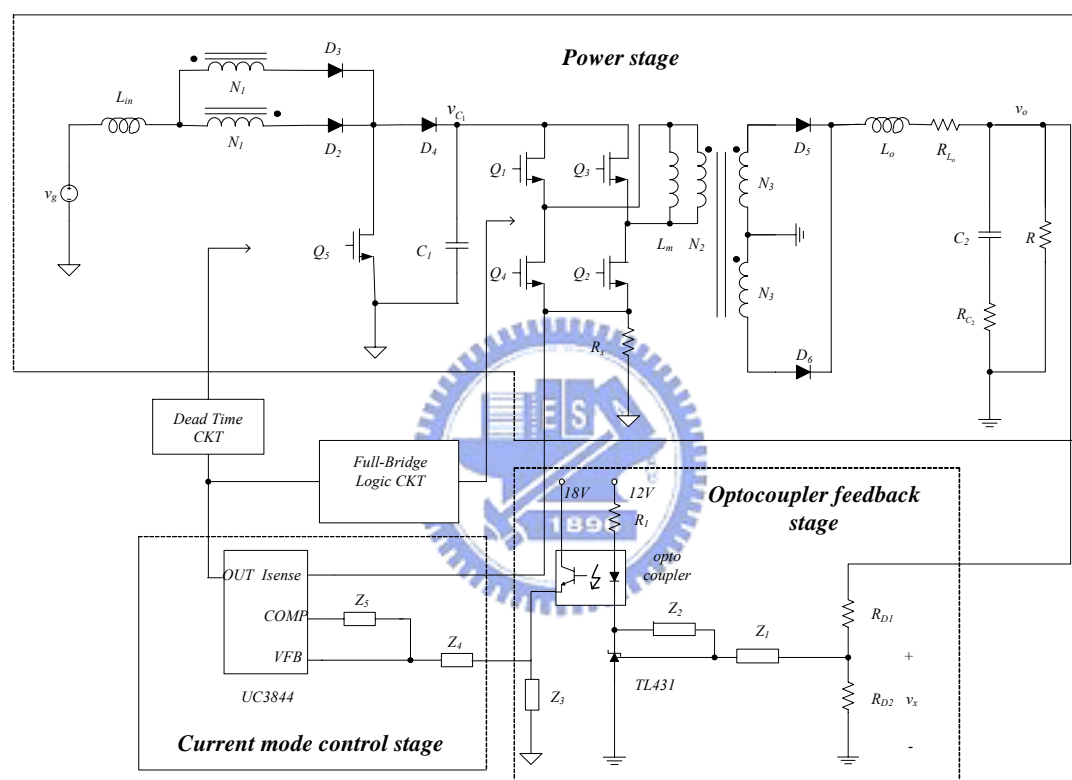 Power stage
D3
N1
Lin
N1
D2
vC1
D4
Q1
Q3
vg
Q5
C1
Q4
Q2
Lm
N2
N3
N3
D5
D6
Lo
RLo
vo
C2
R
RC2
Rs
Dead Time
CKT
Full-Bridge
Logic CKT
ES
1896
18V
12V
Optocoupler feedback
stage
R1
opto
coupler
OUT Isense
COMP
VFB
UC3844
Z5
Z4
Z3
Z2
Z1
TL431
RD1
+
RD2
vx
-
Current mode control stage